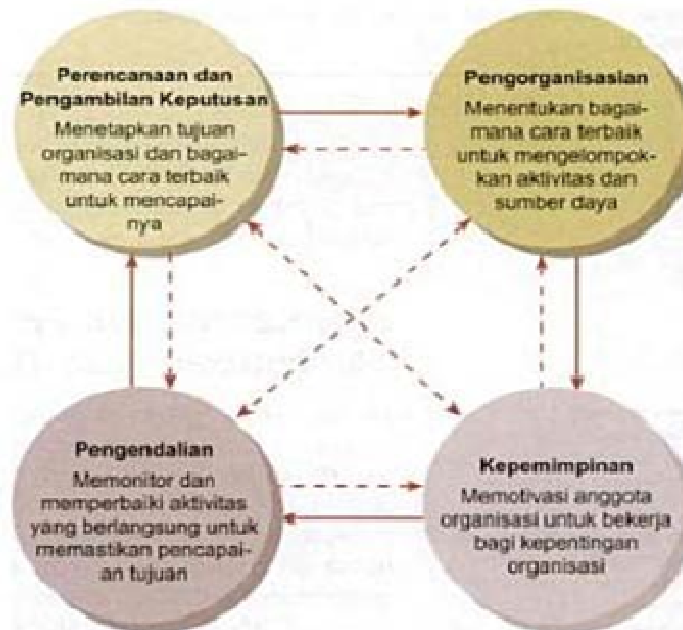 Perencanaan dan
Pengambilan Keputusan
Menetapkan tujuan
organisasi dan bagai-
mana cara terbaik
untuk mencapai-
nya
Pengorganisasian
Menentukan bagai-
mana cara terbaik
untuk mengelompok-
kan aktivitas dan
sumber daya
Pengendalian
Memonitor dan
memperbaiki aktivitas
yang berlangsung untuk
memastikan pencapai-
an tujuan
Kepemimpinan
Memotivasi anggota
organisasi untuk bekerja
bagi kepentingan
organisasi